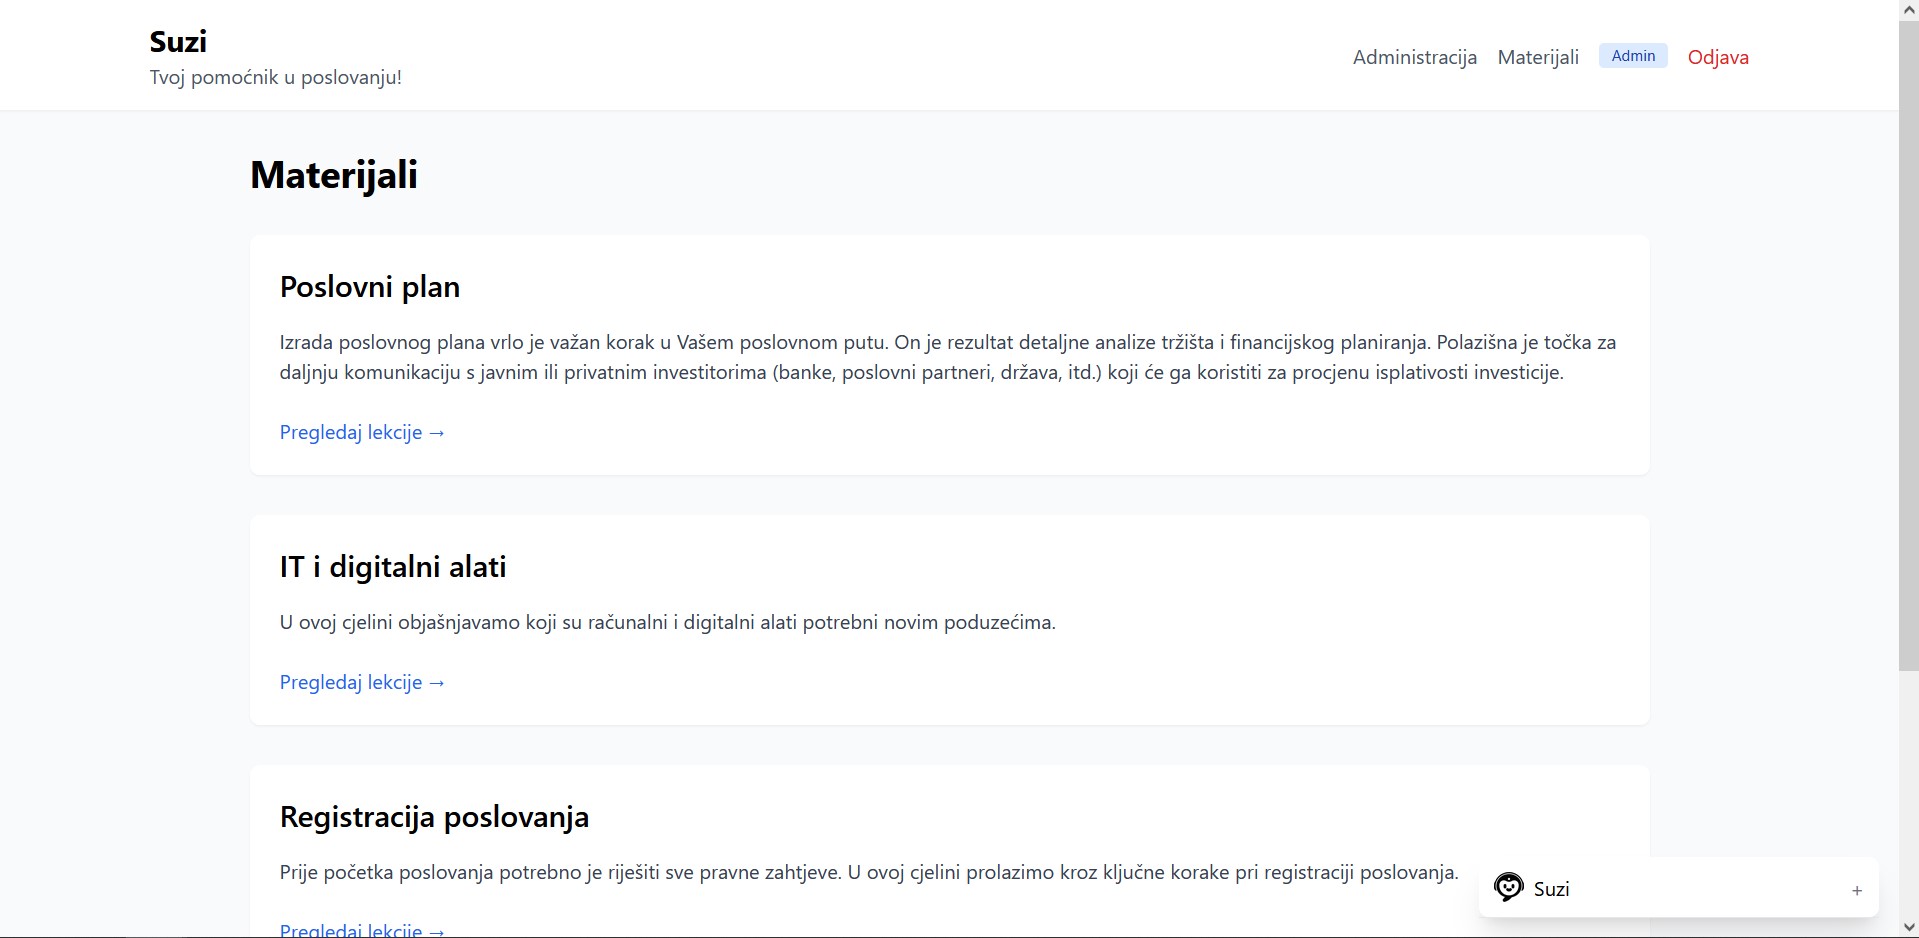 Suzi
Tvoj pomoćnik u poslovanju!
Administracija
Materijali
Admin
Odjava
Materijali
Poslovni plan
Izrada poslovnog plana vrlo je važan korak u Vašem poslovnom putu. On je rezultat detaljne analize tržišta i financijskog planiranja. Polazišna je točka za
daljnju komunikaciju s javnim ili privatnim investitorima (banke, poslovni partneri, država, itd.) koji će ga koristiti za procjenu isplativosti investicije.
Pregledaj lekcije →
IT i digitalni alati
U ovoj cjelini objašnjavamo koji su računalni i digitalni alati potrebni novim poduzećima.
Pregledaj lekcije →
Registracija poslovanja
Prije početka poslovanja potrebno je riješiti sve pravne zahtjeve. U ovoj cjelini prolazimo kroz ključne korake pri registraciji poslovanja.
Pregledaj lekcije →
Suzi +